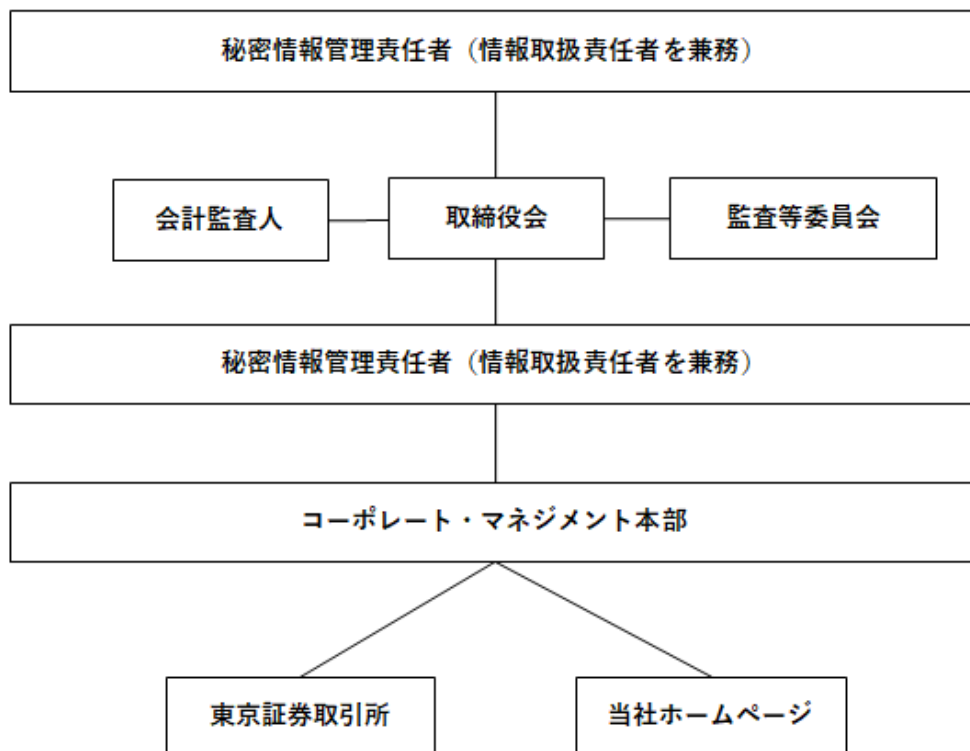 秘密情報管理責任者（情報取扱責任者を兼務）
会計監査人
取締役会
監査等委員会
秘密情報管理責任者（情報取扱責任者を兼務）
コーポレート・マネジメント本部
東京証券取引所
当社ホームページ